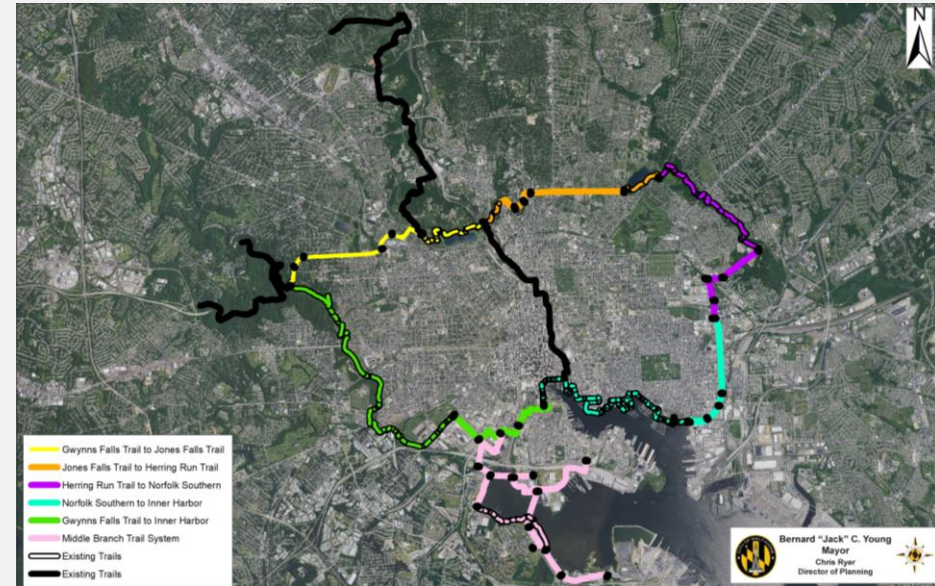 N
Gwynns Falls Trail to Jones Falls Trail
Jones Falls Trail to Herring Run Trail
Herring Run Trail to Norfolk Southern
Norfolk Southern to Inner Harbor
Gwynns Falls Trail to Inner Harbor
Middle Branch Trail System
Existing Trails
Existing Trails
Bernard "Jack" C. Young
Mayor
Chris Ryer
Director of Planning